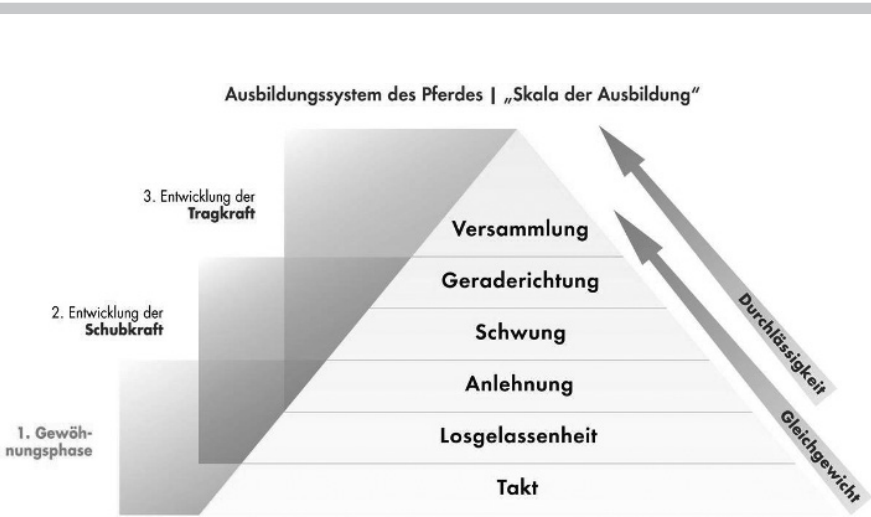 Ausbildungssystem des Pferdes | „Skala der Ausbildung“
3. Entwicklung der
Tragkraft
2. Entwicklung der
Schubkraft
1. Gewöh-
nungsphase
Versammlung
Geraderichtung
Schwung
Anlehnung
Losgelassenheit
Takt
Durchlässigkeit
Gleichgewicht